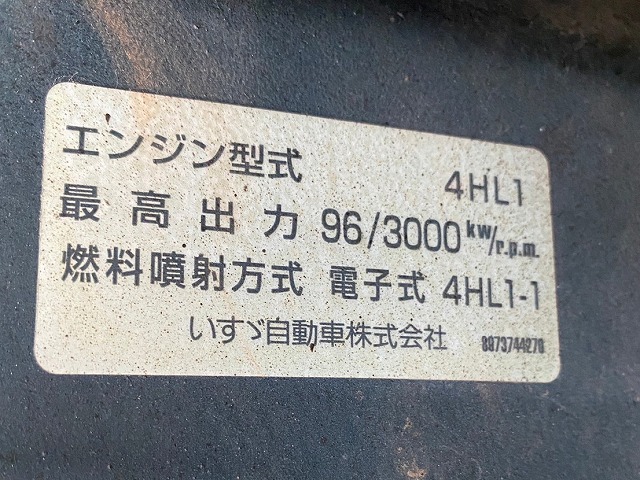 エンジン型式 4HL1
最高出力 96/3000 kw/r.p.m.
燃料噴射方式 電子式 4HL1-1
いすゞ自動車株式会社 8973744270